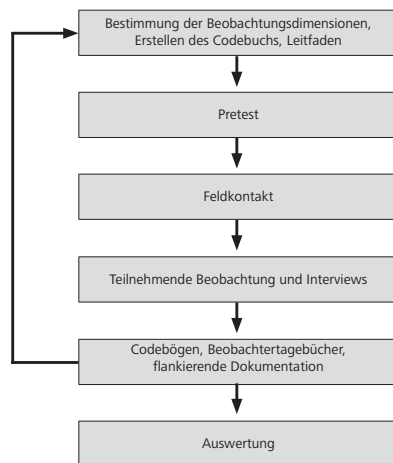 Bestimmung der Beobachtungsdimensionen,
Erstellen des Codebuchs, Leitfaden
Pretest
Feldkontakt
Teilnehmende Beobachtung und Interviews
Codebögen, Beobachtertagebücher,
flankierende Dokumentation
Auswertung